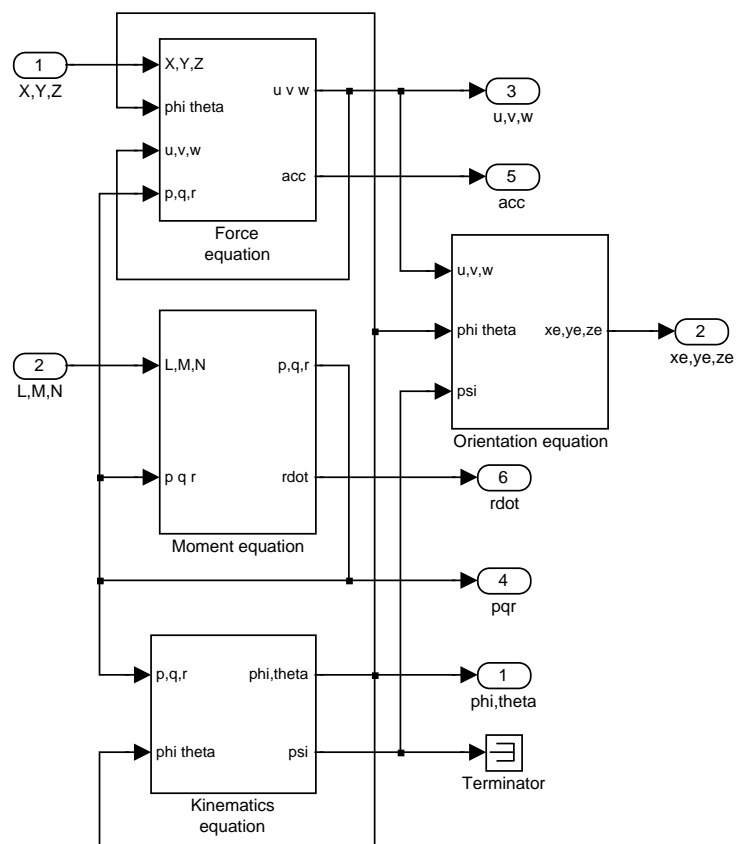 1
X,Y,Z
X,Y,Z
phi theta
u,v,w
p,q,r
u v w
acc
Force
equation
3
u,v,w
5
acc
u,v,w
phi theta
psi
xe,ye,ze
Orientation equation
2
xe,ye,ze
2
L,M,N
L,M,N
p q r
p,q,r
rdot
Moment equation
6
rdot
4
pqr
p,q,r
phi theta
phi,theta
psi
Kinematics
equation
1
phi,theta
Terminator